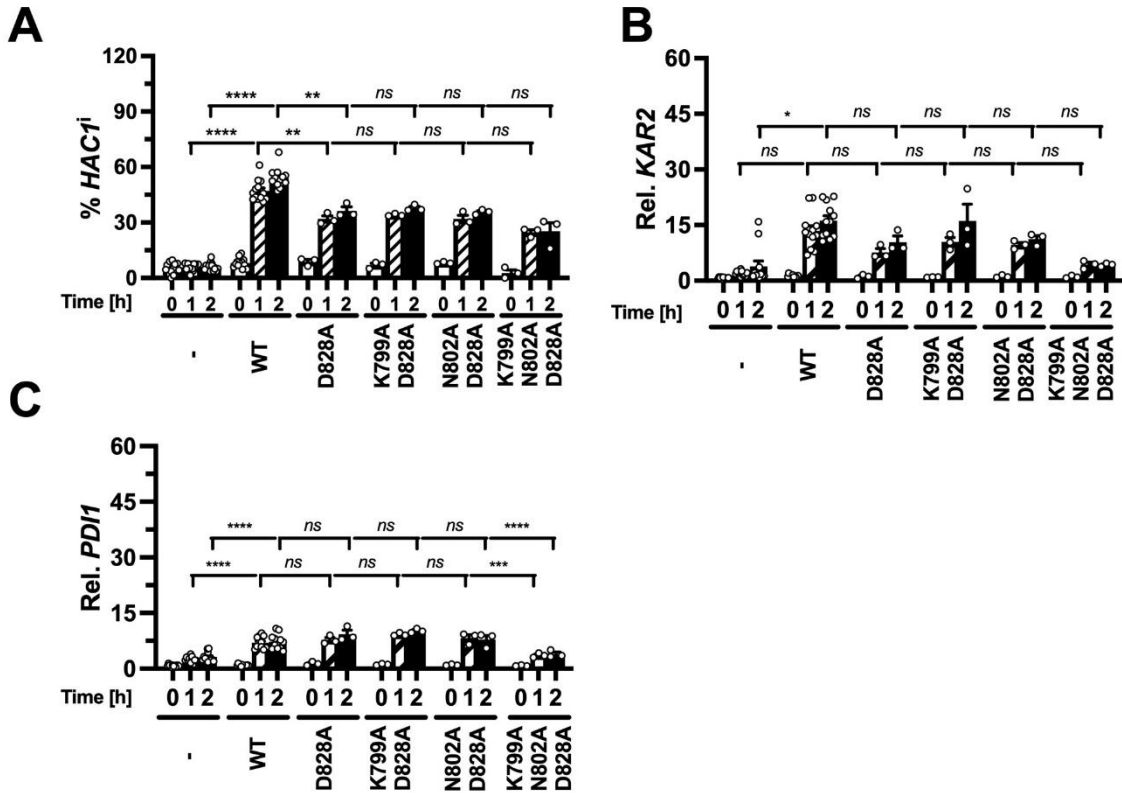 A
120
90
60
30
0
% HAC1ⁱ
**** ** ns ns ns
**** ** ns ns ns
Time [h] 0 1 2 0 1 2 0 1 2 0 1 2 0 1 2 0 1 2
-
WT
D828A
K799A
D828A
N802A
D828A
K799A
N802A
D828A
B
60
45
30
15
0
Rel. KAR2
* ns ns ns ns
ns ns ns ns ns
Time [h] 0 1 2 0 1 2 0 1 2 0 1 2 0 1 2 0 1 2
-
WT
D828A
K799A
D828A
N802A
D828A
K799A
N802A
D828A
C
60
45
30
15
0
Rel. PDI1
**** ns ns ns ****
**** ns ns ns ***
Time [h] 0 1 2 0 1 2 0 1 2 0 1 2 0 1 2 0 1 2
-
WT
D828A
K799A
D828A
N802A
D828A
K799A
N802A
D828A